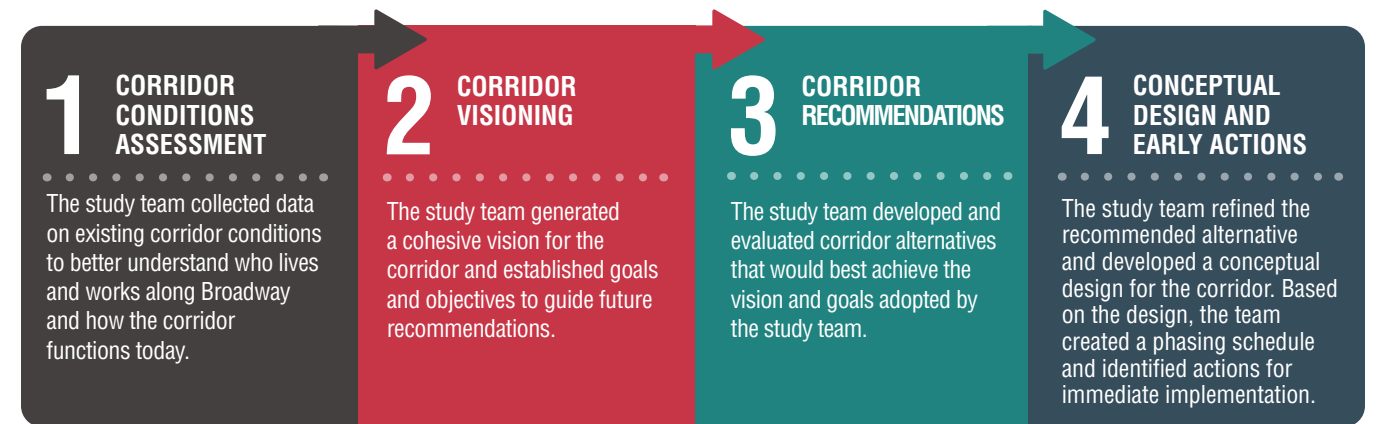 1
CORRIDOR
CONDITIONS
ASSESSMENT
The study team collected data
on existing corridor conditions
to better understand who lives
and works along Broadway
and how the corridor
functions today.
2
CORRIDOR
VISIONING
The study team generated
a cohesive vision for the
corridor and established goals
and objectives to guide future
recommendations.
3
CORRIDOR
RECOMMENDATIONS
The study team developed and
evaluated corridor alternatives
that would best achieve the
vision and goals adopted by
the study team.
4
CONCEPTUAL
DESIGN AND
EARLY ACTIONS
The study team refined the
recommended alternative
and developed a conceptual
design for the corridor. Based
on the design, the team
created a phasing schedule
and identified actions for
immediate implementation.